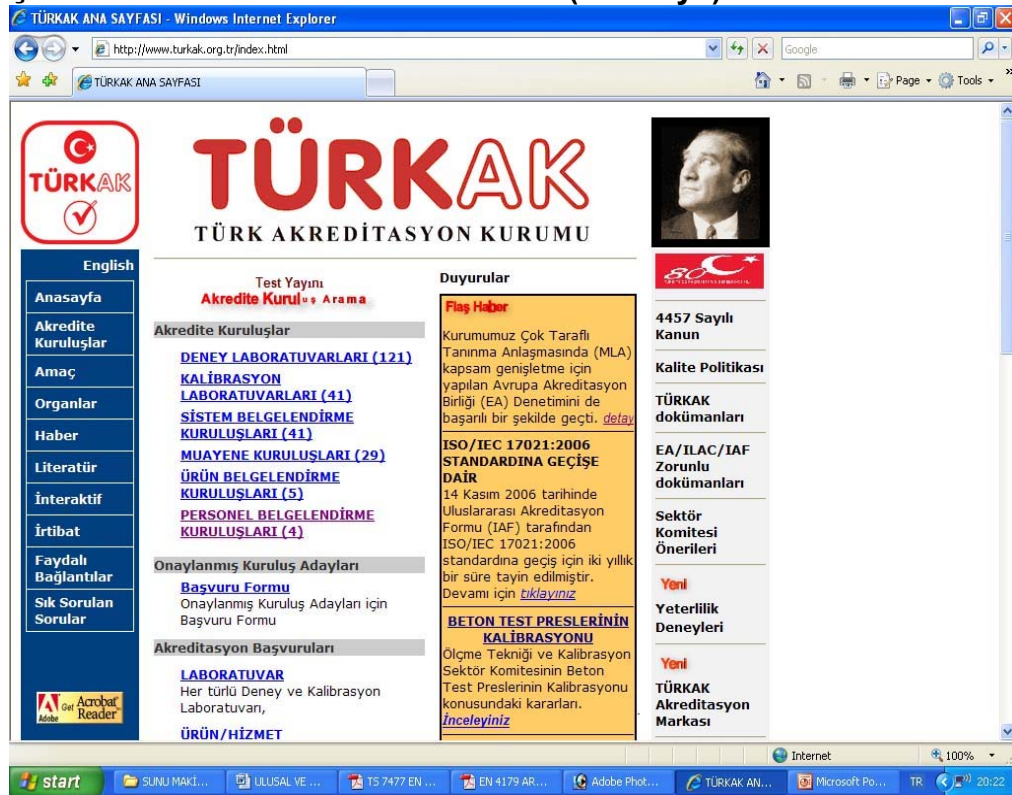 TÜRKAK ANA SAYFASI - Windows Internet Explorer
http://www.turkak.org.tr/index.html
Google
TÜRKAK ANA SAYFASI
Page
Tools
TÜRKAK
TÜRKAK
TÜRK AKREDİTASYON KURUMU
English
Anasayfa
Akredite
Kuruluşlar
Amaç
Organlar
Haber
Literatür
İnteraktif
İrtibat
Faydalı
Bağlantılar
Sık Sorulan
Sorular
Get Acrobat
Adobe Reader
Test Yayını
Akredite Kuruluş Arama
Akredite Kuruluşlar
DENEY LABORATUVARLARI (121)
KALİBRASYON
LABORATUVARLARI (41)
SİSTEM BELGELENDİRME
KURULUŞLARI (41)
MUAYENE KURULUŞLARI (29)
ÜRÜN BELGELENDİRME
KURULUŞLARI (5)
PERSONEL BELGELENDİRME
KURULUŞLARI (4)
Onaylanmış Kuruluş Adayları
Başvuru Formu
Onaylanmış Kuruluş Adayları için
Başvuru Formu
Akreditasyon Başvuruları
LABORATUVAR
Her türlü Deney ve Kalibrasyon
Laboratuvarı,
ÜRÜN/HİZMET
Duyurular
Flaş Haber
Kurumumuz Çok Taraflı
Tanınma Anlaşmasında (MLA)
kapsam genişletme için
yapılan Avrupa Akreditasyon
Birliği (EA) Denetimini de
başarılı bir şekilde geçti. detay
ISO/IEC 17021:2006
STANDARDINA GEÇİŞE
DAİR
14 Kasım 2006 tarihinde
Uluslararası Akreditasyon
Formu (IAF) tarafından
ISO/IEC 17021:2006
standardına geçiş için iki yıllık
bir süre tayin edilmiştir.
Devamı için tıklayınız
BETON TEST PRESLERİNİN
KALİBRASYONU
Ölçme Tekniği ve Kalibrasyon
Sektör Komitesinin Beton
Test Preslerinin Kalibrasyonu
konusundaki kararları.
İnceleyiniz
80
4457 Sayılı
Kanun
Kalite Politikası
TÜRKAK
dokümanları
EA/ILAC/IAF
Zorunlu
dokümanları
Sektör
Komitesi
Önerileri
Yeni
Yeterlilik
Deneyleri
Yeni
TÜRKAK
Akreditasyon
Markası
Internet
100%
start
SUNU MAKİ...
ULUSAL VE ...
TS 7477 EN ...
EN 4179 AR...
Adobe Phot...
TÜRKAK AN...
Microsoft Po...
TR
20:22